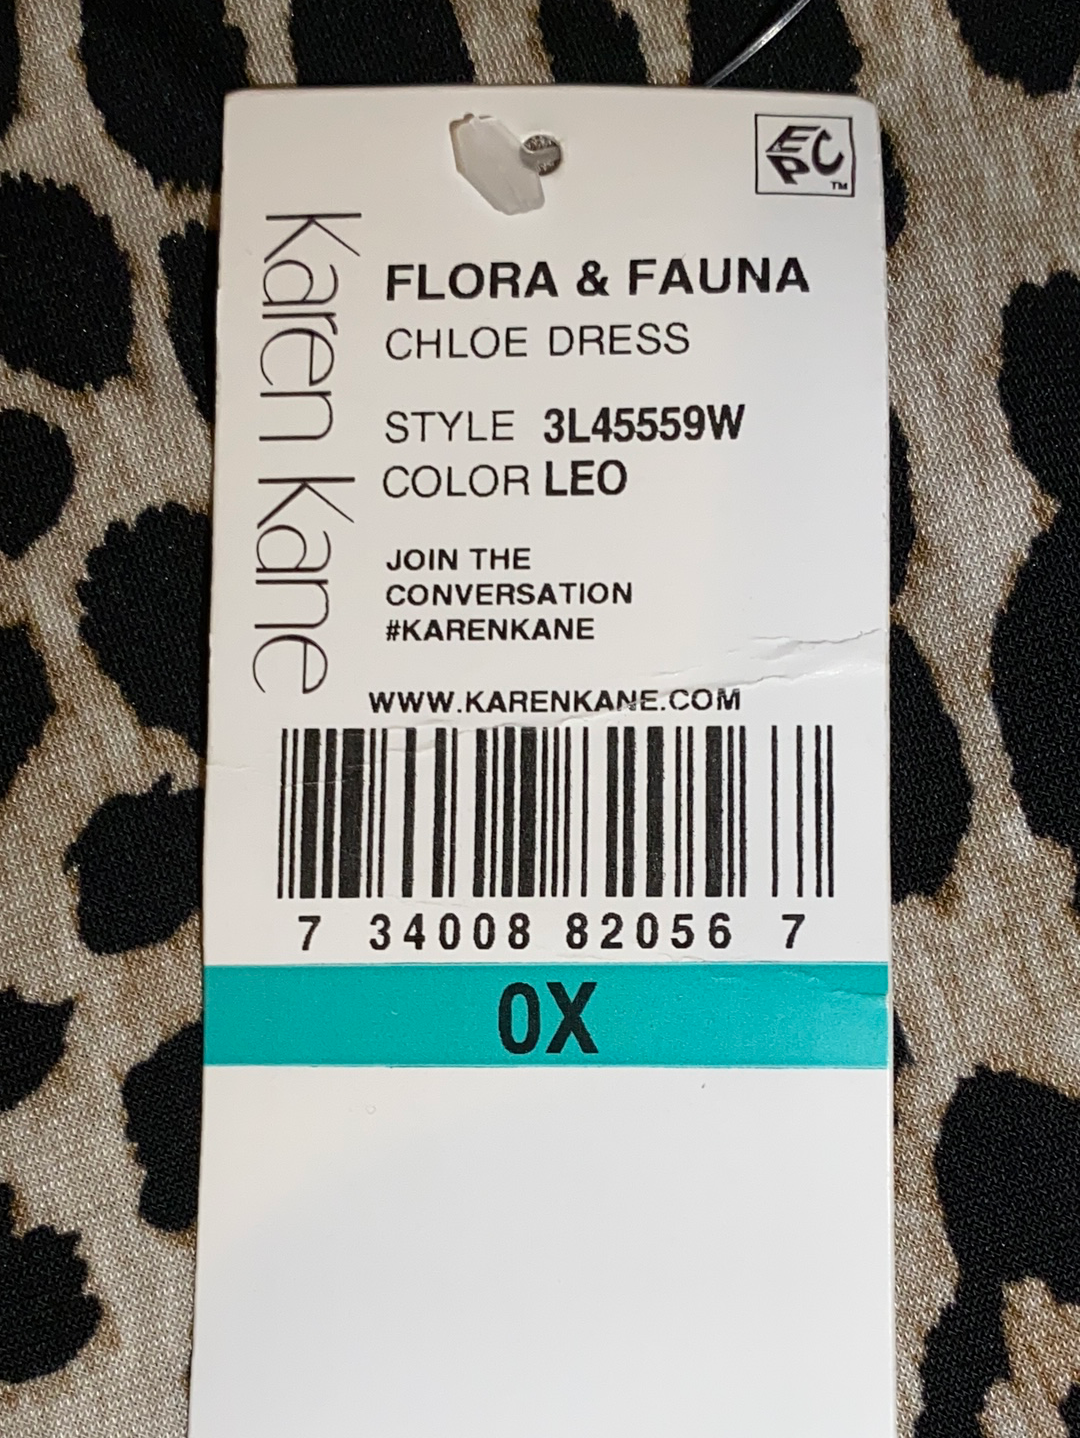 EPC™
Karen Kane
FLORA & FAUNA
CHLOE DRESS
STYLE 3L45559W
COLOR LEO
JOIN THE
CONVERSATION
#KARENKANE
WWW.KARENKANE.COM
7 34008 82056 7
0X